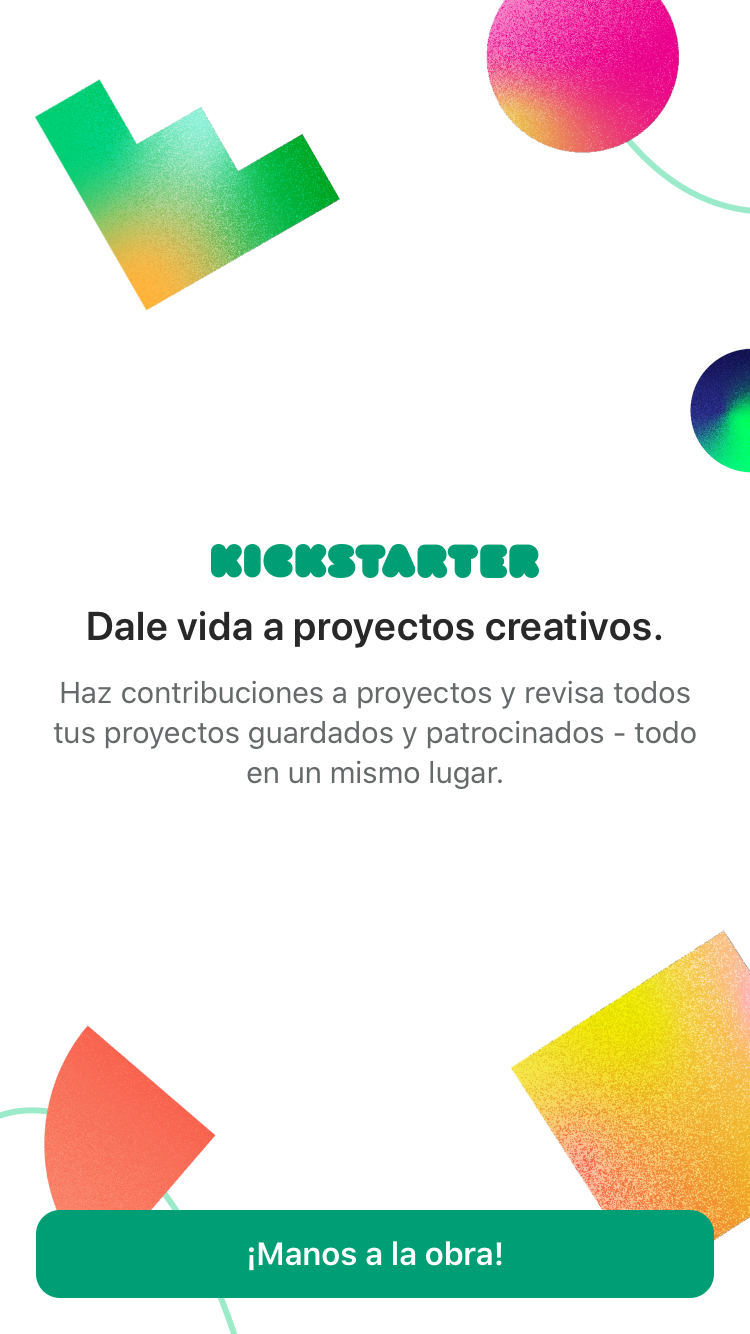 KICKSTARTER
Dale vida a proyectos creativos.
Haz contribuciones a proyectos y revisa todos
tus proyectos guardados y patrocinados - todo
en un mismo lugar.
¡Manos a la obra!